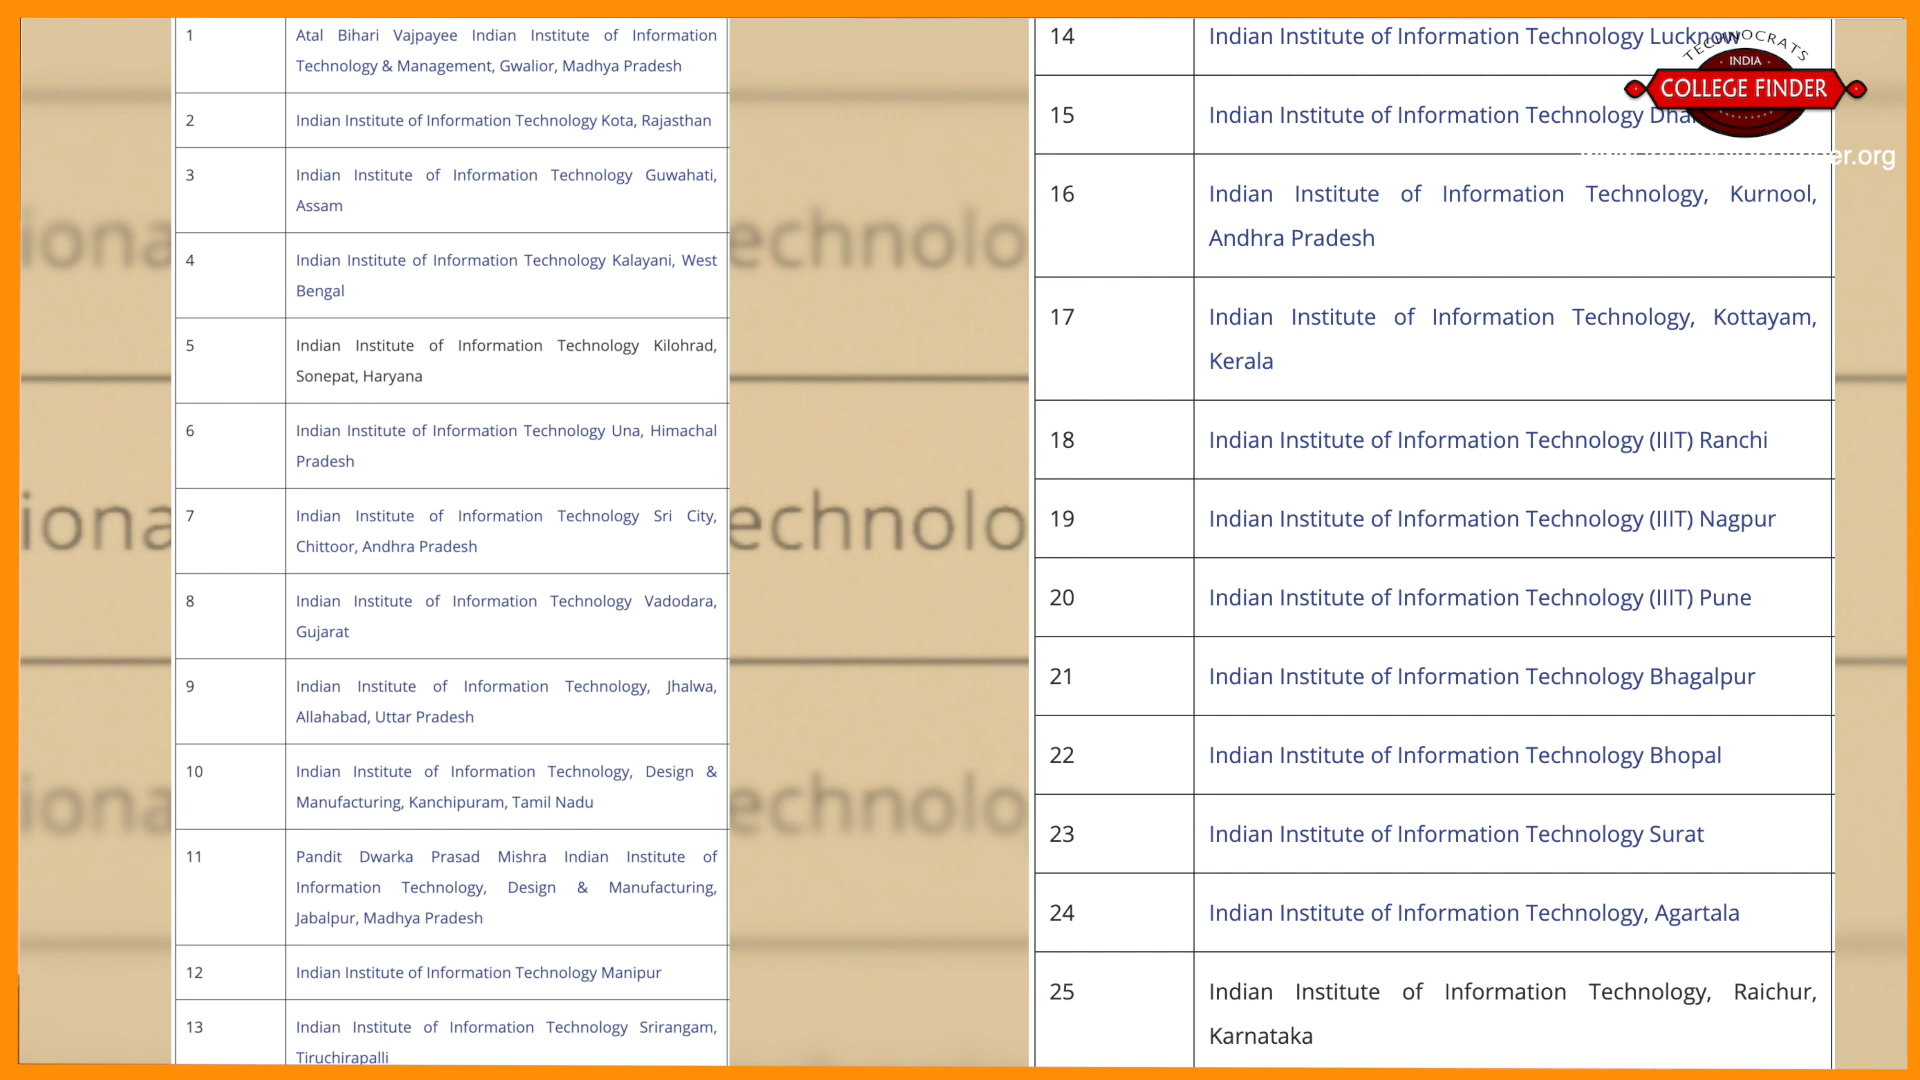 1
Atal Bihari Vajpayee Indian Institute of Information
Technology & Management, Gwalior, Madhya Pradesh
2
Indian Institute of Information Technology Kota, Rajasthan
3
Indian Institute of Information Technology Guwahati,
Assam
4
Indian Institute of Information Technology Kalayani, West
Bengal
5
Indian Institute of Information Technology Kilohrad,
Sonepat, Haryana
6
Indian Institute of Information Technology Una, Himachal
Pradesh
7
Indian Institute of Information Technology Sri City,
Chittoor, Andhra Pradesh
8
Indian Institute of Information Technology Vadodara,
Gujarat
9
Indian Institute of Information Technology, Jhalwa,
Allahabad, Uttar Pradesh
10
Indian Institute of Information Technology, Design &
Manufacturing, Kanchipuram, Tamil Nadu
11
Pandit Dwarka Prasad Mishra Indian Institute of
Information Technology, Design & Manufacturing,
Jabalpur, Madhya Pradesh
12
Indian Institute of Information Technology Manipur
13
Indian Institute of Information Technology Srirangam,
Tiruchirapalli
14
Indian Institute of Information Technology Lucknow
15
Indian Institute of Information Technology
16
Indian Institute of Information Technology, Kurnool,
Andhra Pradesh
17
Indian Institute of Information Technology, Kottayam,
Kerala
18
Indian Institute of Information Technology (IIIT) Ranchi
19
Indian Institute of Information Technology (IIIT) Nagpur
20
Indian Institute of Information Technology (IIIT) Pune
21
Indian Institute of Information Technology Bhagalpur
22
Indian Institute of Information Technology Bhopal
23
Indian Institute of Information Technology Surat
24
Indian Institute of Information Technology, Agartala
25
Indian Institute of Information Technology, Raichur,
Karnataka
TECHNOCRATS
INDIA
COLLEGE FINDER